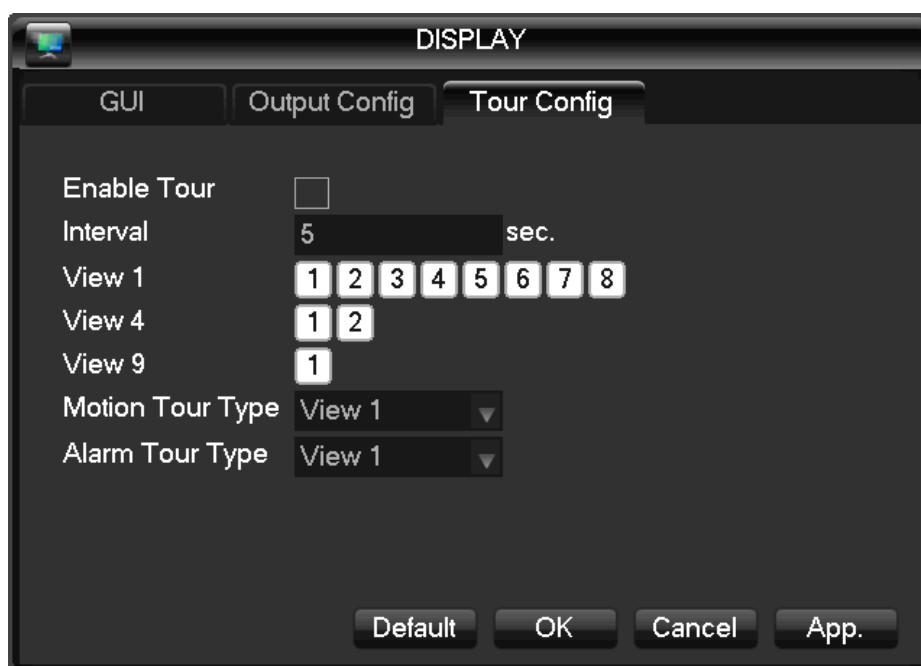 DISPLAY
GUI Output Config Tour Config
Enable Tour
Interval 5 sec.
View 1 1 2 3 4 5 6 7 8
View 4 1 2
View 9 1
Motion Tour Type View 1
Alarm Tour Type View 1
Default OK Cancel App.